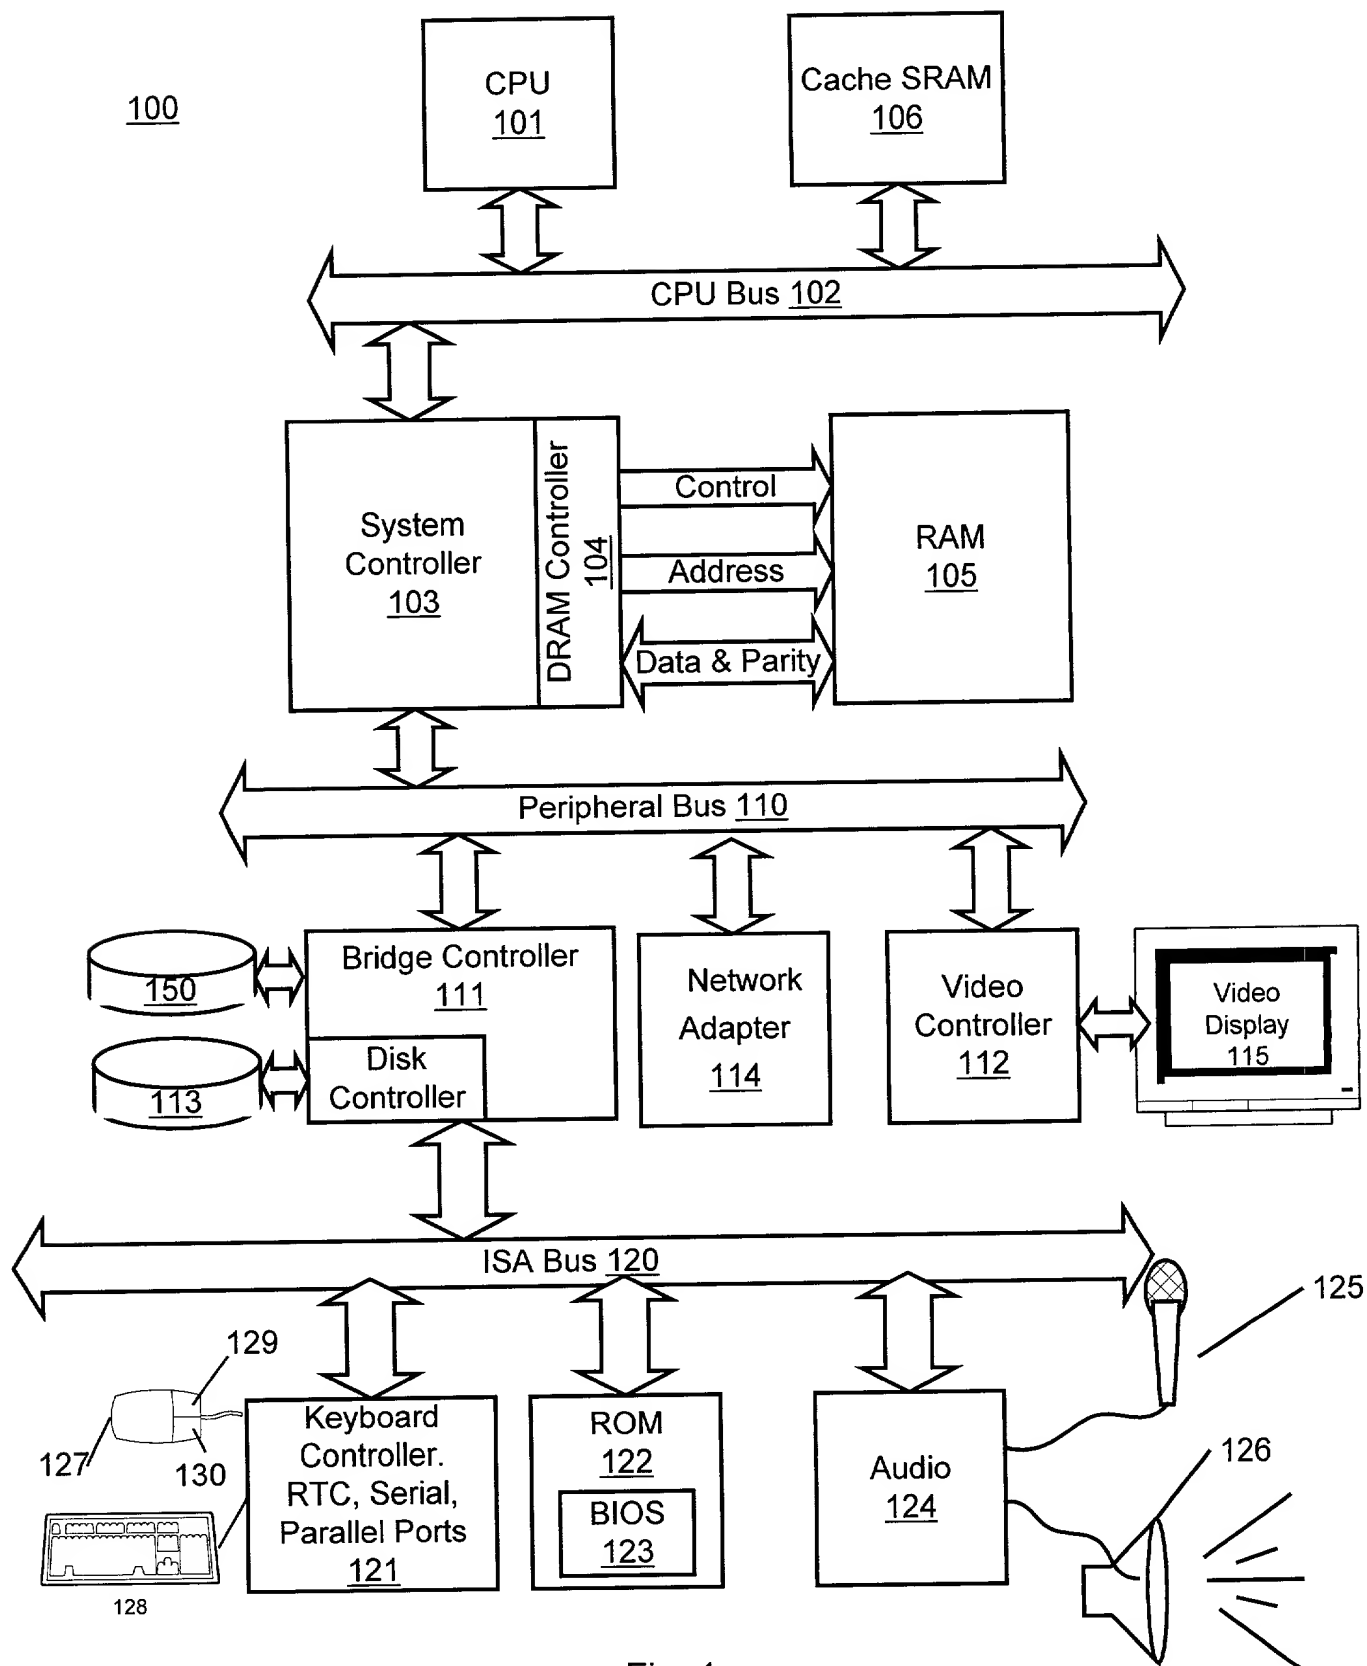 100
CPU
101
Cache SRAM
106
CPU Bus 102
System
Controller
103
DRAM Controller
104
Control
Address
Data & Parity
RAM
105
Peripheral Bus 110
150
113
Bridge Controller
111
Disk
Controller
Network
Adapter
114
Video
Controller
112
Video
Display
115
ISA Bus 120
125
129
127
130
128
Keyboard
Controller.
RTC, Serial,
Parallel Ports
121
ROM
122
BIOS
123
Audio
124
126